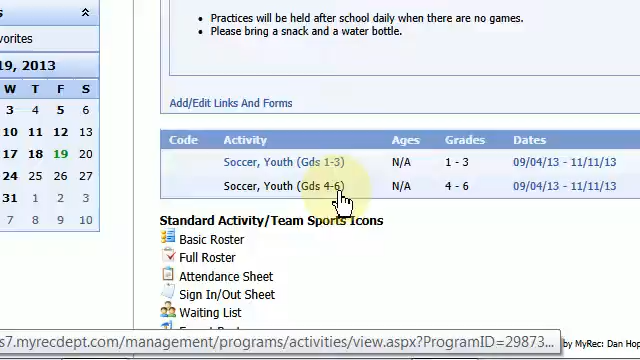 Practices will be held after school daily when there are no games.
Please bring a snack and a water bottle.
Add/Edit Links And Forms
vorites
19, 2013
W T F S
3 4 5 6
10 11 12 13
17 18 19 20
24 25 26 27
31 1 2 3
7 8 9 10
Code Activity Ages Grades Dates
Soccer, Youth (Gds 1-3) N/A 1 - 3 09/04/13 - 11/11/13
Soccer, Youth (Gds 4-6) N/A 4 - 6 09/04/13 - 11/11/13
Standard Activity/Team Sports Icons
Basic Roster
Full Roster
Attendance Sheet
Sign In/Out Sheet
Waiting List
s7.myrecdept.com/management/programs/activities/view.aspx?ProgramID=29873...
by MyRec: Dan Hop